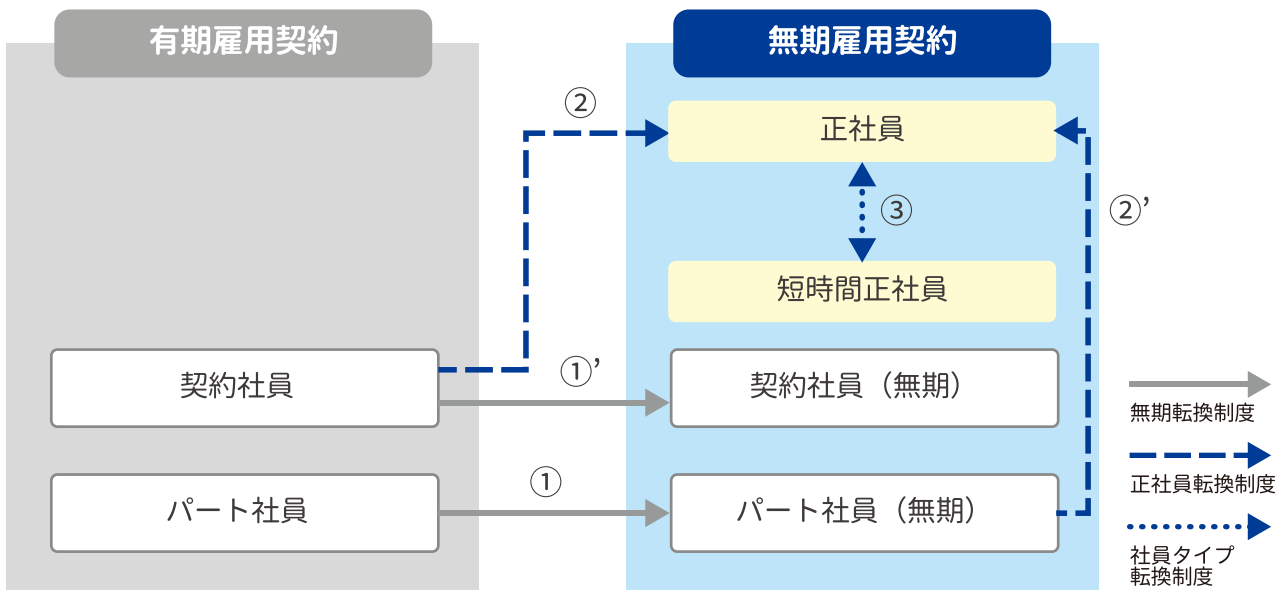 有期雇用契約
無期雇用契約
②
正社員
③
②’
短時間正社員
契約社員
①’
契約社員（無期）
パート社員
①
パート社員（無期）
無期転換制度
正社員転換制度
社員タイプ
転換制度